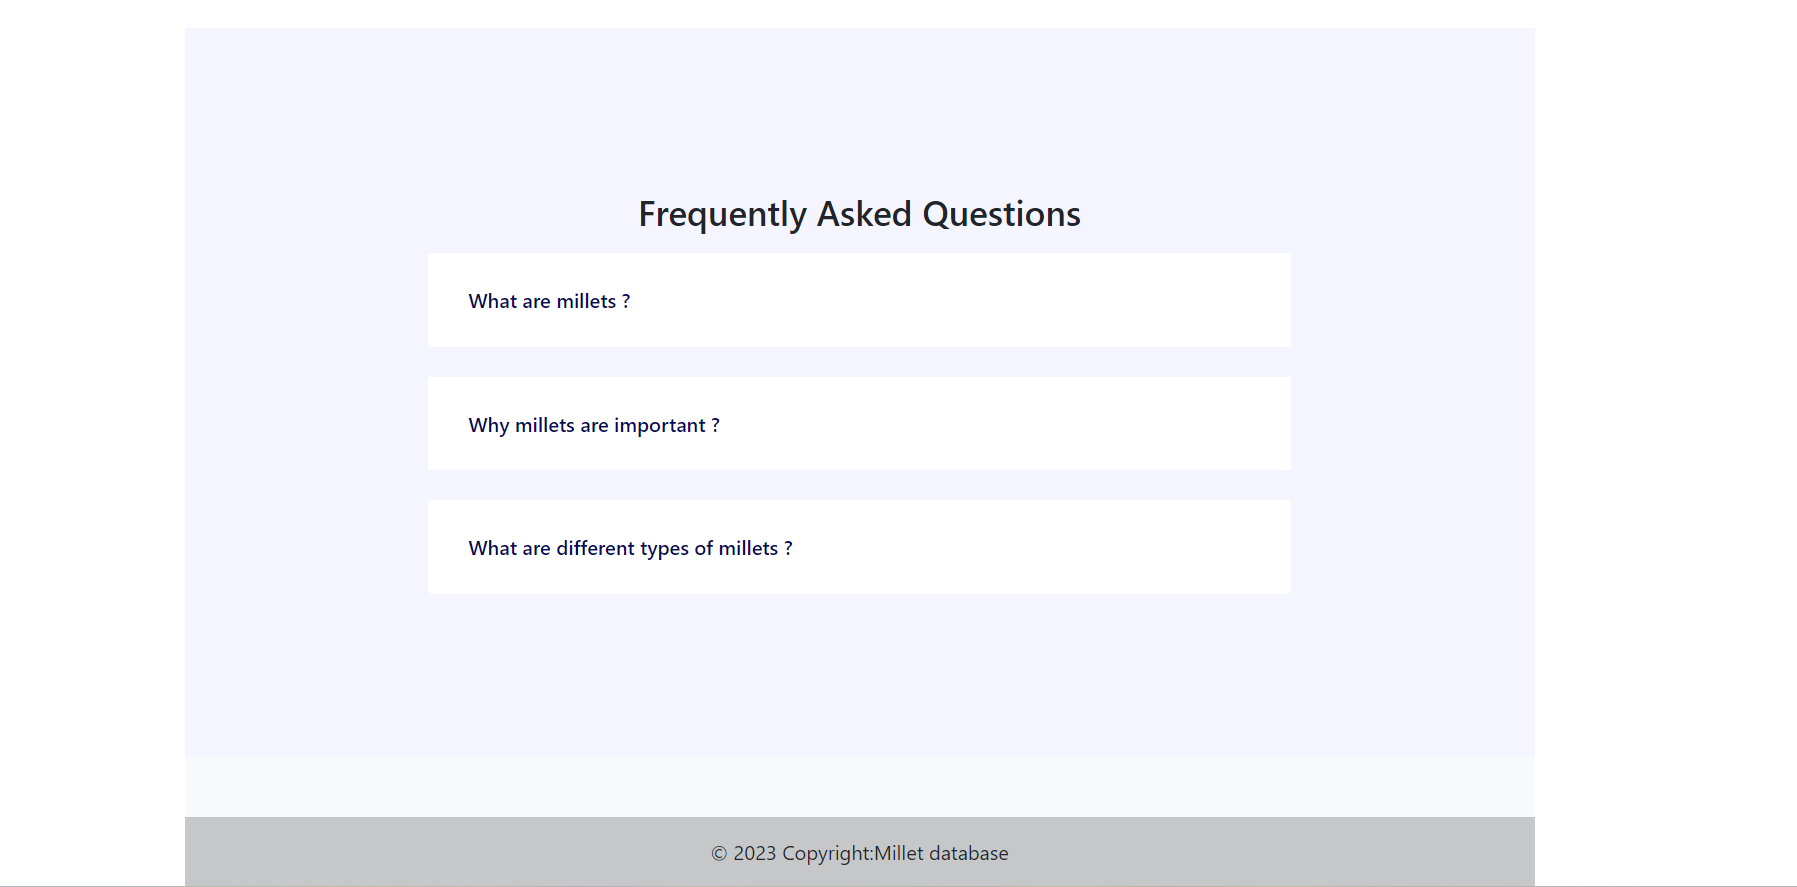 Frequently Asked Questions
What are millets ?
Why millets are important ?
What are different types of millets ?
© 2023 Copyright:Millet database